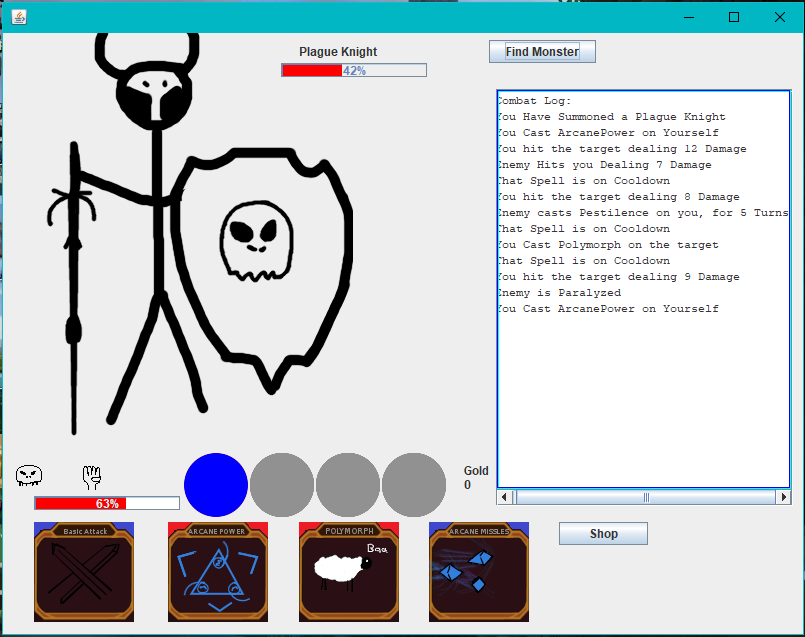 Plague Knight
42%
Find Monster
Combat Log:
You Have Summoned a Plague Knight
You Cast ArcanePower on Yourself
You hit the target dealing 12 Damage
Enemy Hits you Dealing 7 Damage
That Spell is on Cooldown
You hit the target dealing 8 Damage
Enemy casts Pestilence on you, for 5 Turns
That Spell is on Cooldown
You Cast Polymorph on the target
That Spell is on Cooldown
You hit the target dealing 9 Damage
Enemy is Paralyzed
You Cast ArcanePower on Yourself
Gold
0
63%
Basic Attack
ARCANE POWER
POLYMORPH
Baa
ARCANE MISSLES
Shop